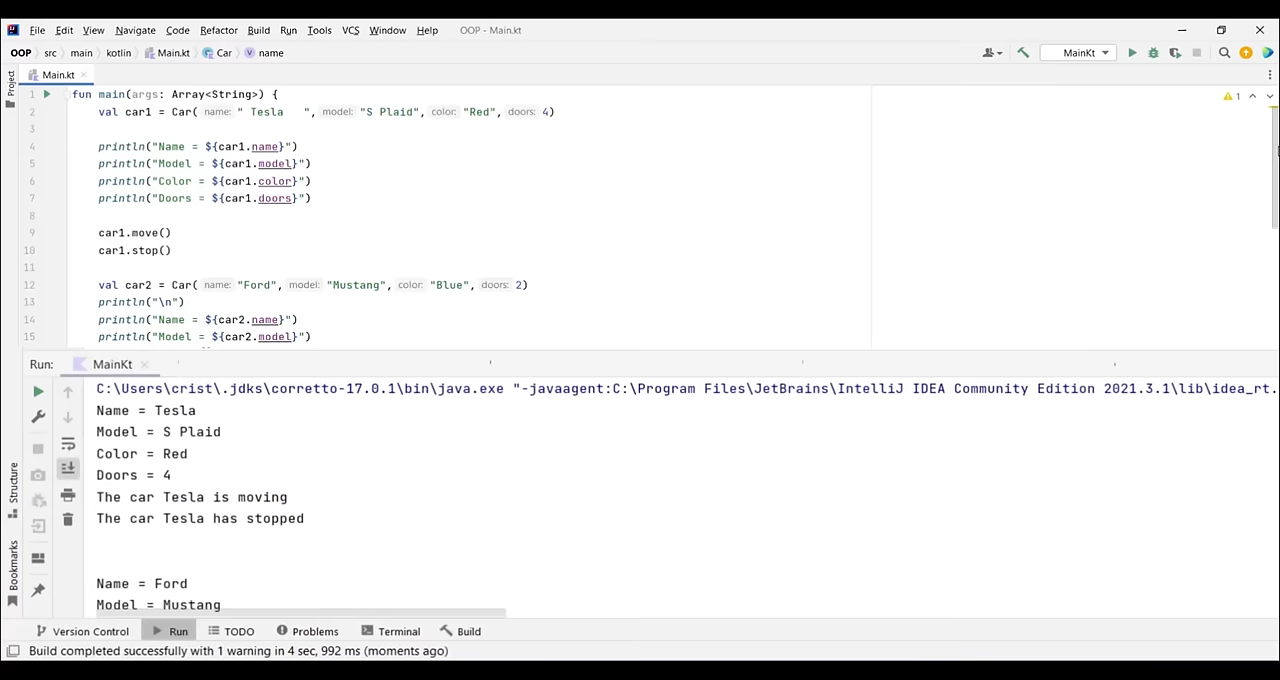 File Edit View Navigate Code Refactor Build Run Tools VCS Window Help OOP - Main.kt
OOP src main kotlin Main.kt Car name MainKt
Project
Main.kt
1 fun main(args: Array<String>) {
2 val car1 = Car( name: " Tesla   ", model: "S Plaid", color: "Red", doors: 4)
3
4 println("Name = ${car1.name}")
5 println("Model = ${car1.model}")
6 println("Color = ${car1.color}")
7 println("Doors = ${car1.doors}")
8
9 car1.move()
10 car1.stop()
11
12 val car2 = Car( name: "Ford", model: "Mustang", color: "Blue", doors: 2)
13 println("\n")
14 println("Name = ${car2.name}")
15 println("Model = ${car2.model}")
1
Run: MainKt
C:\Users\crist\.jdks\corretto-17.0.1\bin\java.exe "-javaagent:C:\Program Files\JetBrains\IntelliJ IDEA Community Edition 2021.3.1\lib\idea_rt.
Name = Tesla
Model = S Plaid
Color = Red
Doors = 4
The car Tesla is moving
The car Tesla has stopped
Name = Ford
Model = Mustang
Structure
Bookmarks
Version Control Run TODO Problems Terminal Build
Build completed successfully with 1 warning in 4 sec, 992 ms (moments ago)